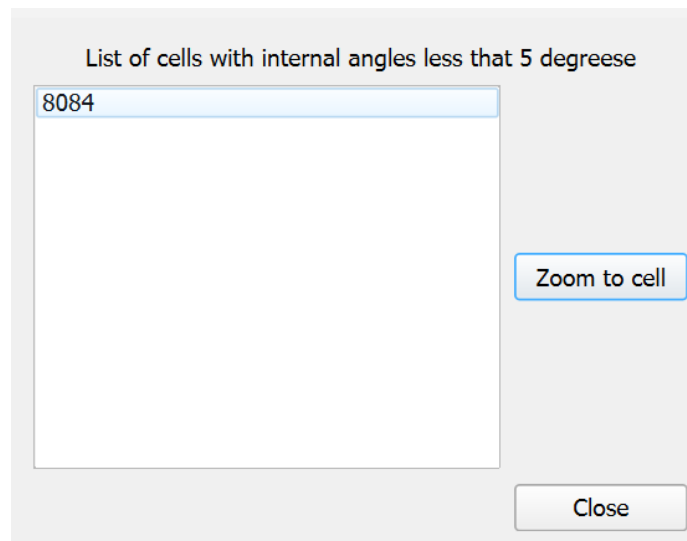 List of cells with internal angles less that 5 degreese
8084
Zoom to cell
Close